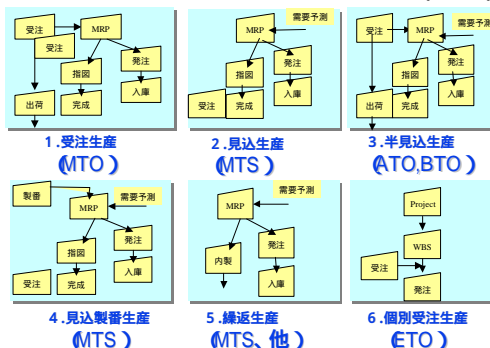 受注
MRP
受注
指図
発注
出荷
完成
入庫
1.受注生産
(MTO)
需要予測
MRP
指図
発注
受注
完成
入庫
2.見込生産
(MTS)
需要予測
受注
MRP
指図
発注
出荷
完成
入庫
3.半見込生産
(ATO,BTO)
製番
需要予測
MRP
指図
発注
受注
完成
入庫
4.見込製番生産
(MTS)
需要予測
MRP
内製
発注
入庫
5.繰返生産
(MTS、他)
Project
WBS
受注
発注
6.個別受注生産
(ETO)